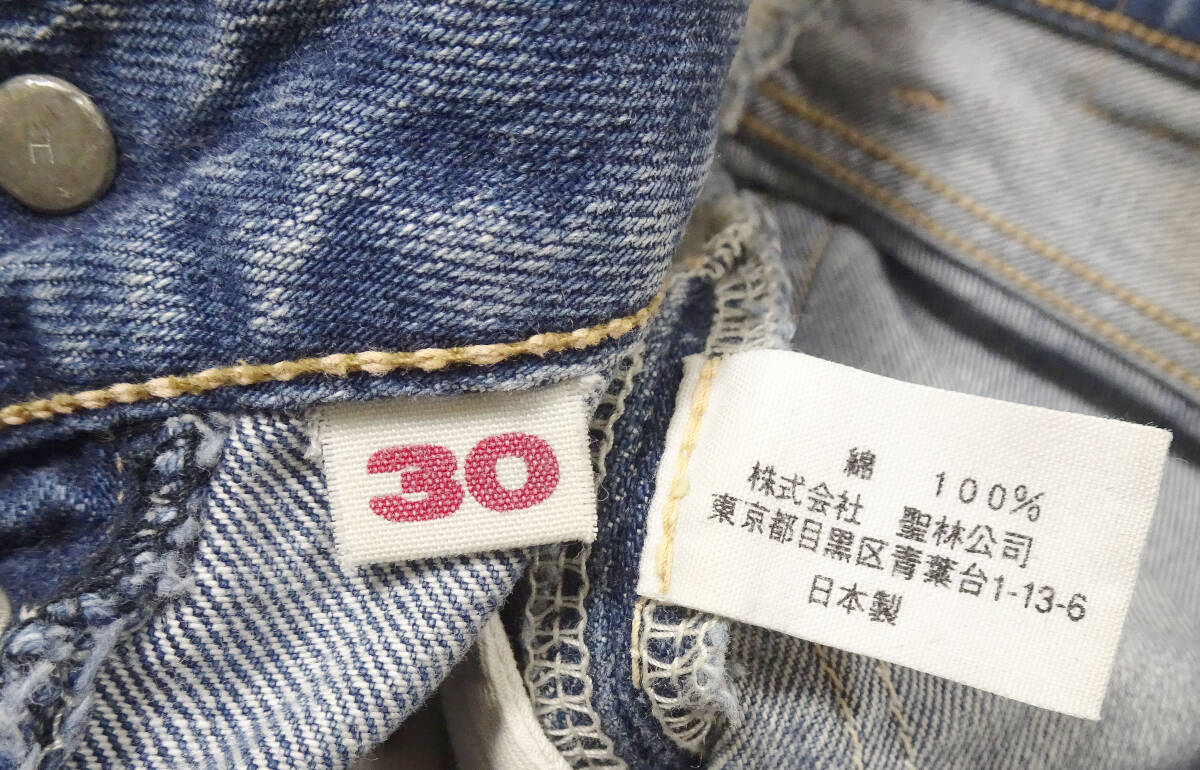 30
綿 100%
株式会社 聖林公司
東京都目黒区青葉台1-13-6
日本製